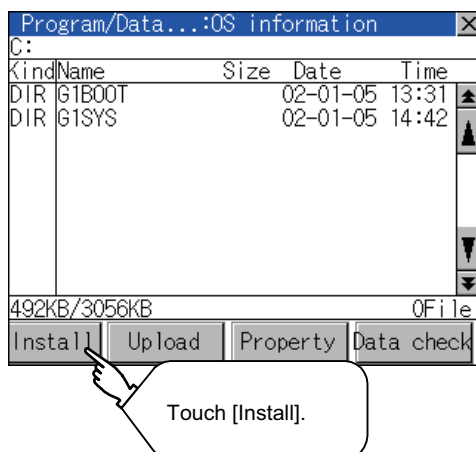 Program/Data...:OS information ×
C:
Kind Name Size Date Time
DIR G1BOOT 02-01-05 13:31
DIR G1SYS 02-01-05 14:42
492KB/3056KB 0File
Install Upload Property Data check
Touch [Install].